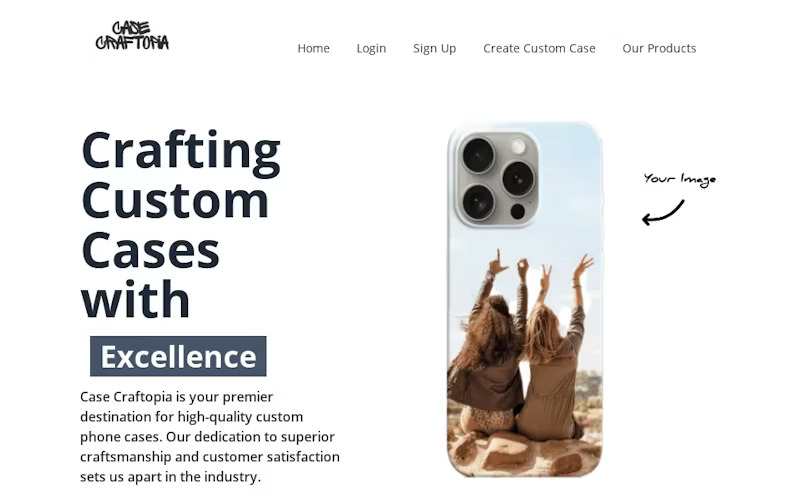 CASE
CRAFTOPIA
Home Login Sign Up Create Custom Case Our Products
Crafting
Custom
Cases
with
Excellence
Case Craftopia is your premier
destination for high-quality custom
phone cases. Our dedication to superior
craftsmanship and customer satisfaction
sets us apart in the industry.
Your Image